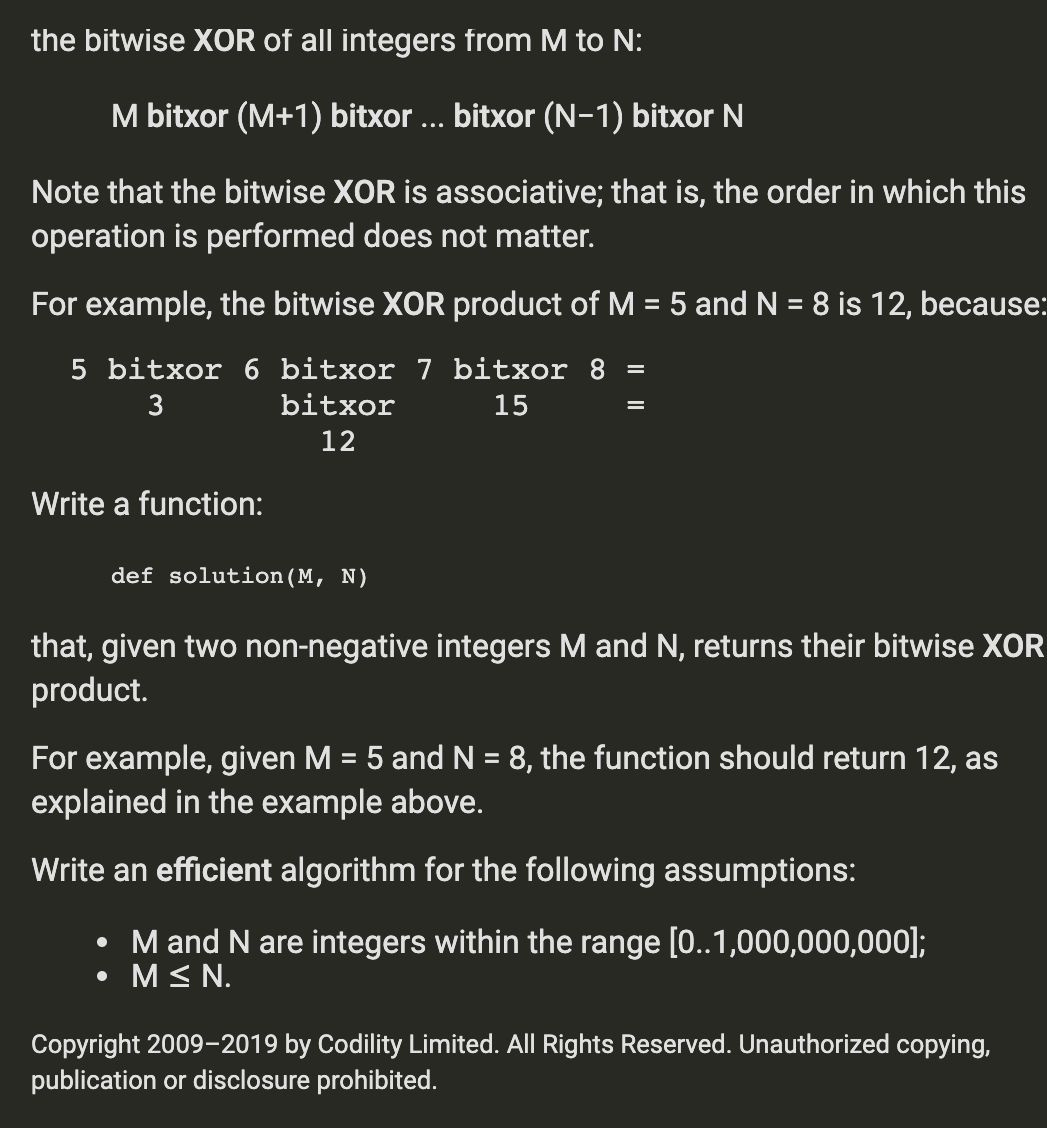 the bitwise XOR of all integers from M to N:
M bitxor (M+1) bitxor ... bitxor (N−1) bitxor N
Note that the bitwise XOR is associative; that is, the order in which this
operation is performed does not matter.
For example, the bitwise XOR product of M = 5 and N = 8 is 12, because:
5 bitxor 6 bitxor 7 bitxor 8 =
3 bitxor 15 =
12
Write a function:
def solution(M, N)
that, given two non-negative integers M and N, returns their bitwise XOR
product.
For example, given M = 5 and N = 8, the function should return 12, as
explained in the example above.
Write an efficient algorithm for the following assumptions:
• M and N are integers within the range [0..1,000,000,000];
• M ≤ N.
Copyright 2009–2019 by Codility Limited. All Rights Reserved. Unauthorized copying,
publication or disclosure prohibited.